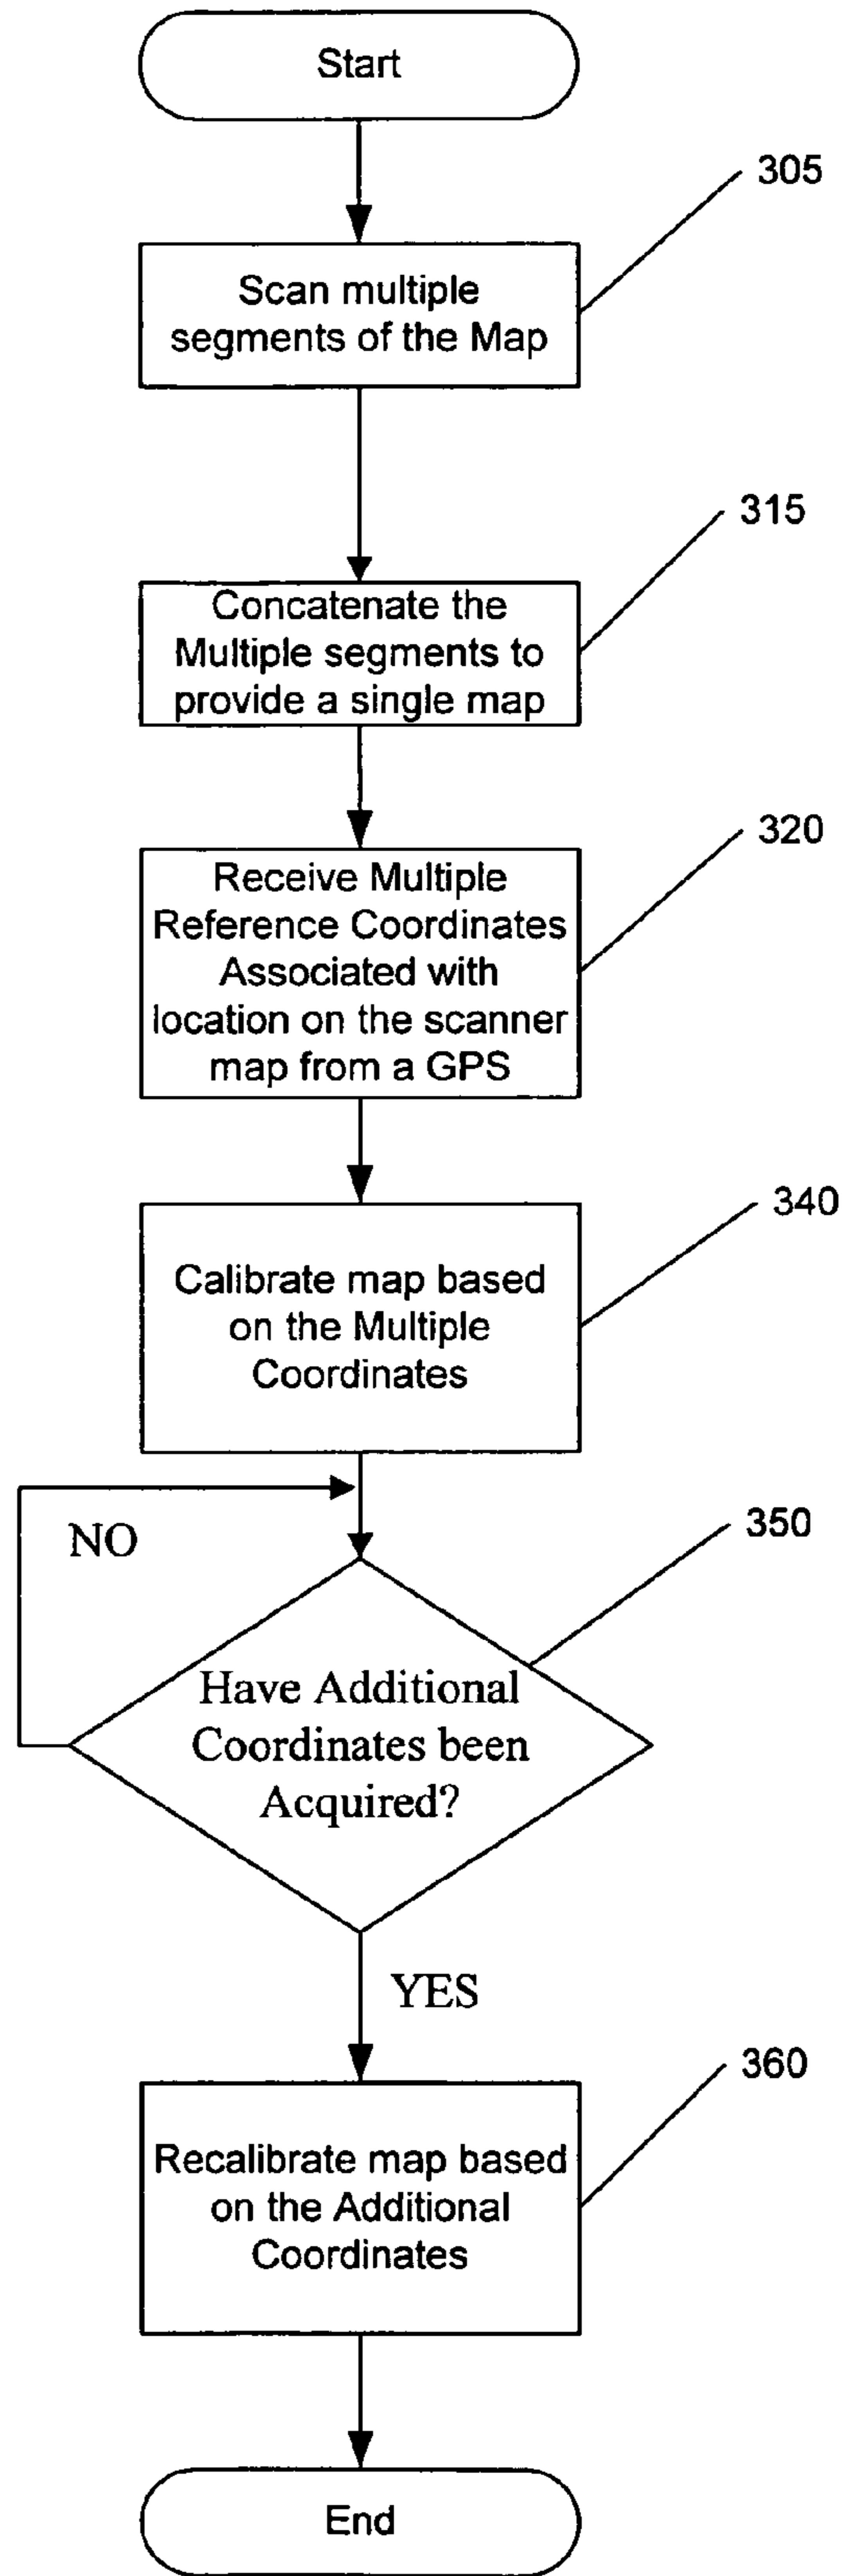 Start
305
Scan multiple
segments of the Map
315
Concatenate the
Multiple segments to
provide a single map
320
Receive Multiple
Reference Coordinates
Associated with
location on the scanner
map from a GPS
340
Calibrate map based
on the Multiple
Coordinates
NO
350
Have Additional
Coordinates been
Acquired?
YES
360
Recalibrate map based
on the Additional
Coordinates
End